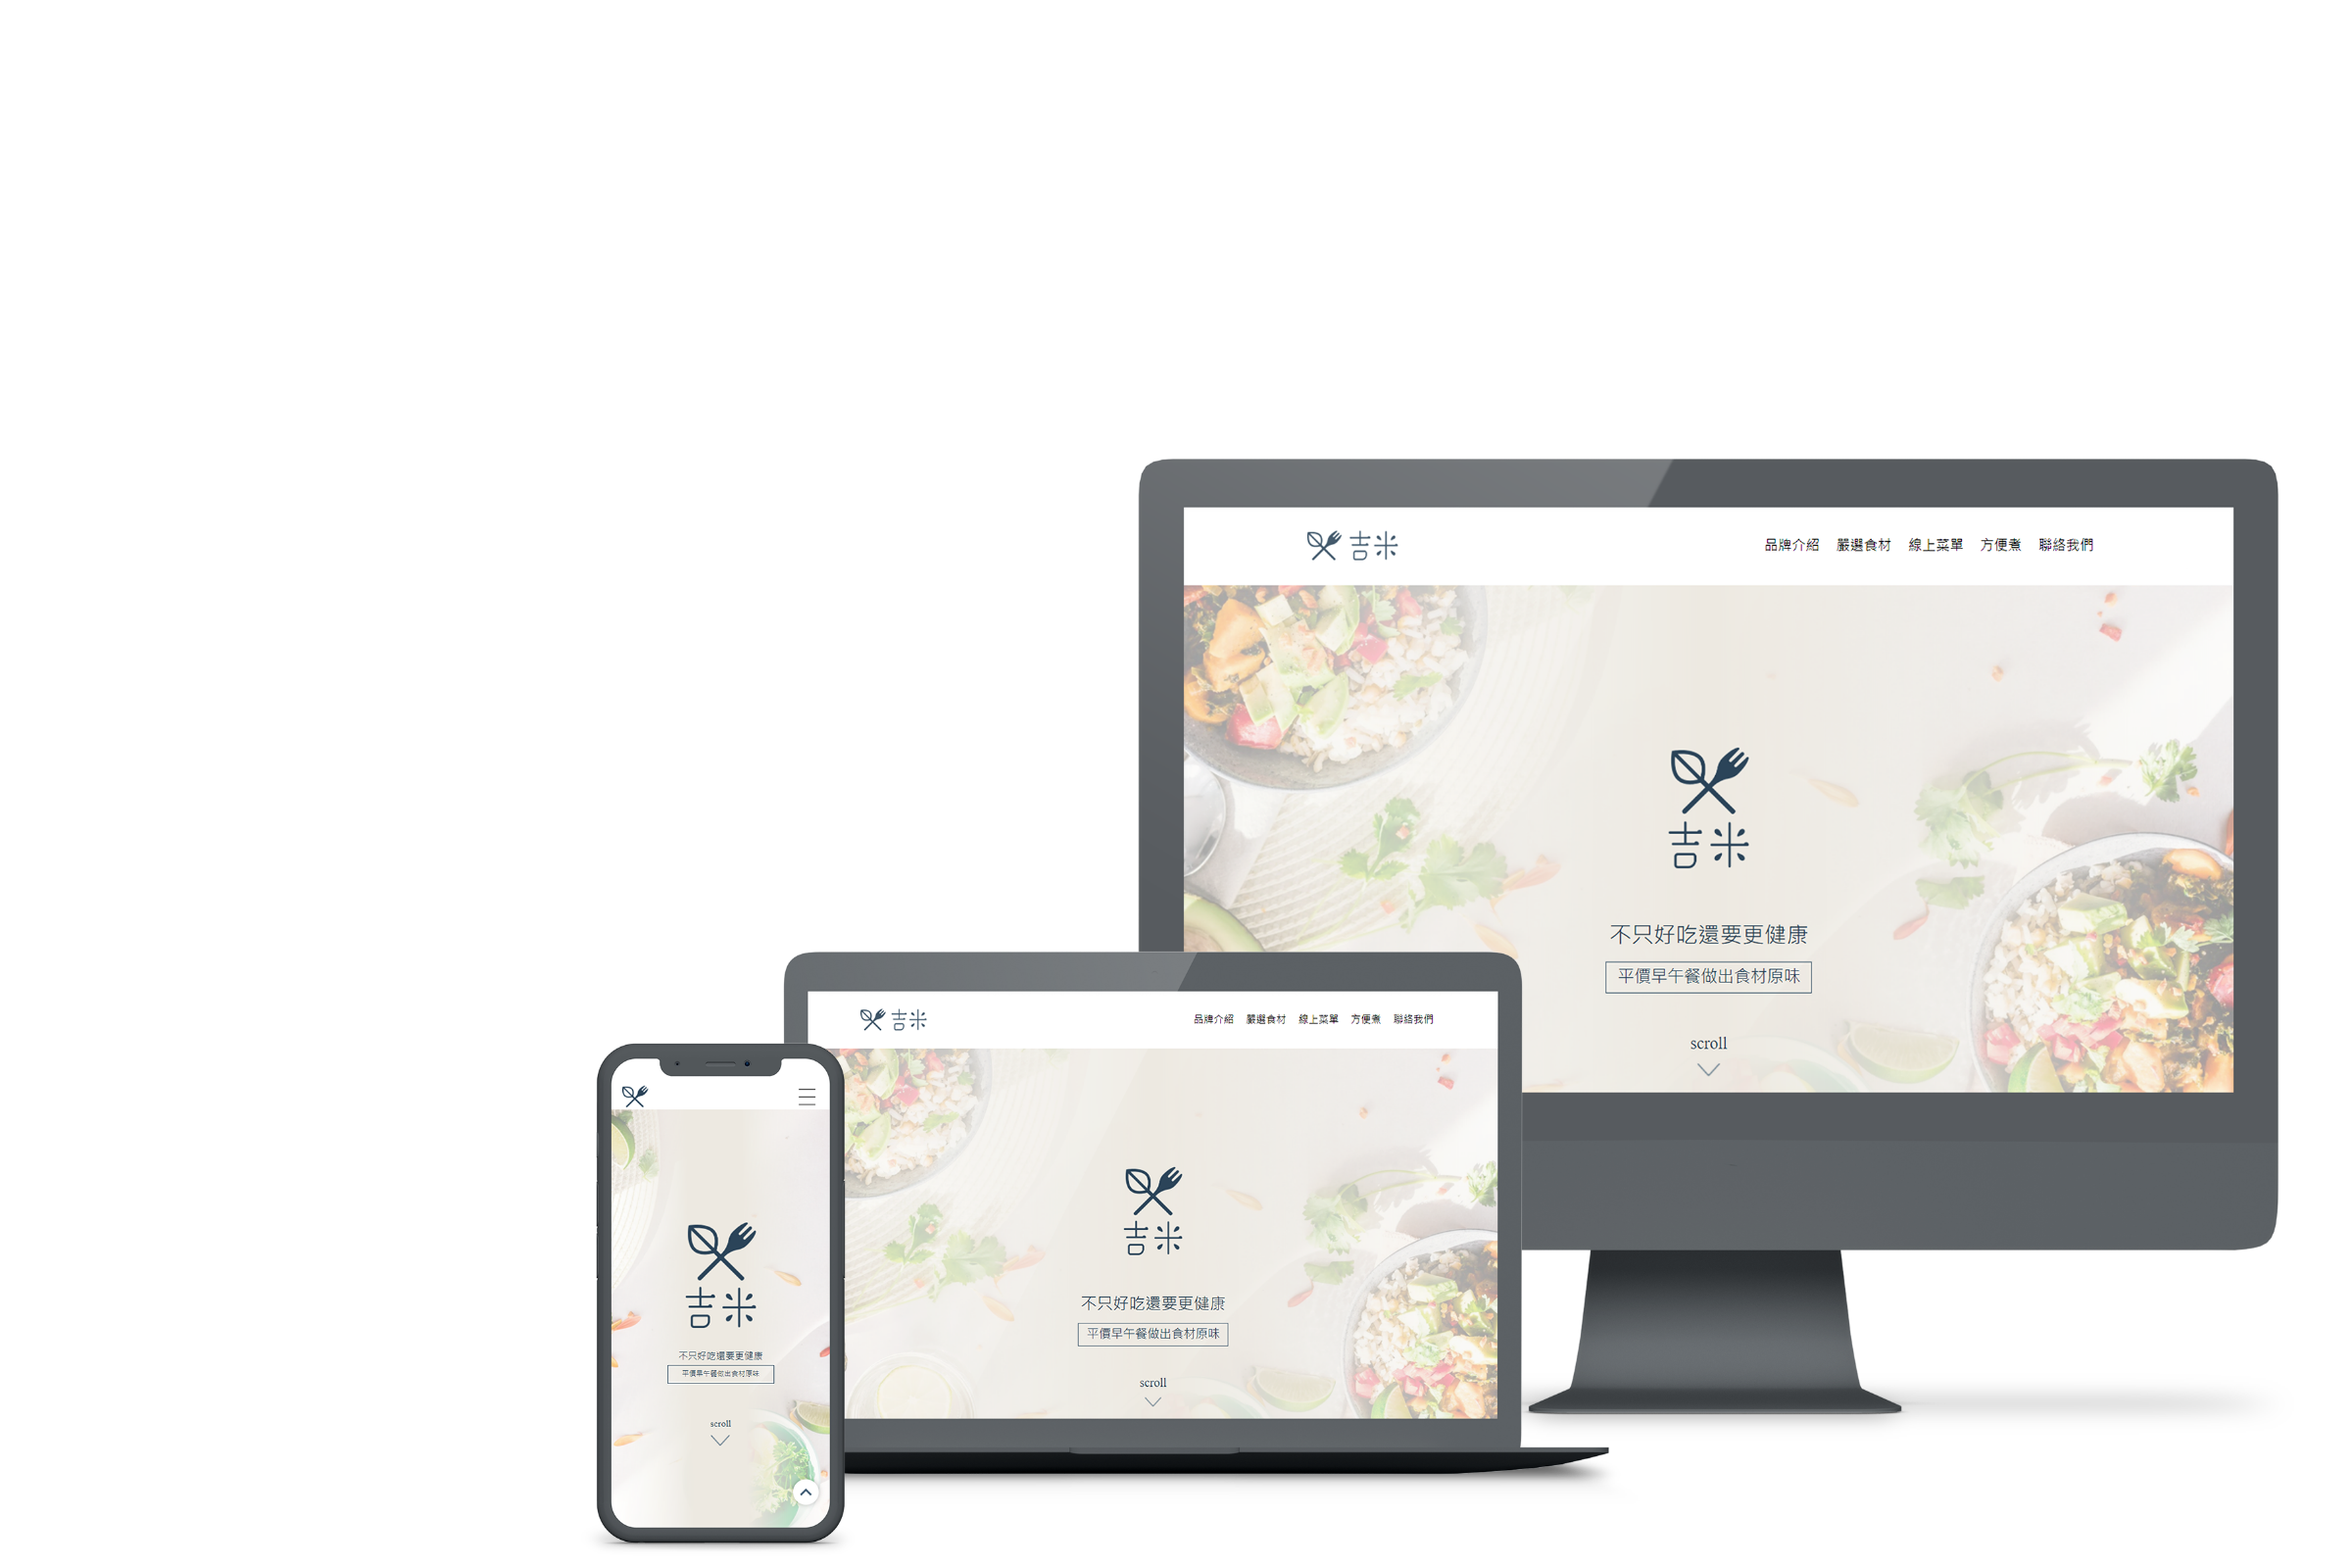 吉米
品牌介紹 嚴選食材 線上菜單 方便煮 聯絡我們
吉米
不只好吃還要更健康
平價早午餐做出食材原味
scroll
吉米
品牌介紹 嚴選食材 線上菜單 方便煮 聯絡我們
吉米
不只好吃還要更健康
平價早午餐做出食材原味
scroll
吉米
不只好吃還要更健康
平價早午餐做出食材原味
scroll